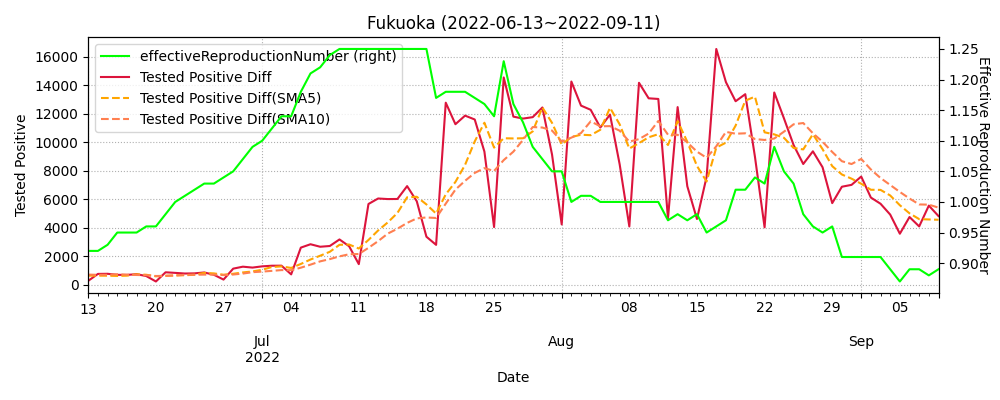 Fukuoka (2022-06-13~2022-09-11)
effectiveReproductionNumber (right)
Tested Positive Diff
Tested Positive Diff(SMA5)
Tested Positive Diff(SMA10)
Tested Positive
16000
14000
12000
10000
8000
6000
4000
2000
0
1.25
1.20
1.15
1.10
1.05
1.00
0.95
0.90
Effective Reproduction Number
13 20 27 04 11 18 25 08 15 22 29 05
Jul Aug Sep
2022
Date